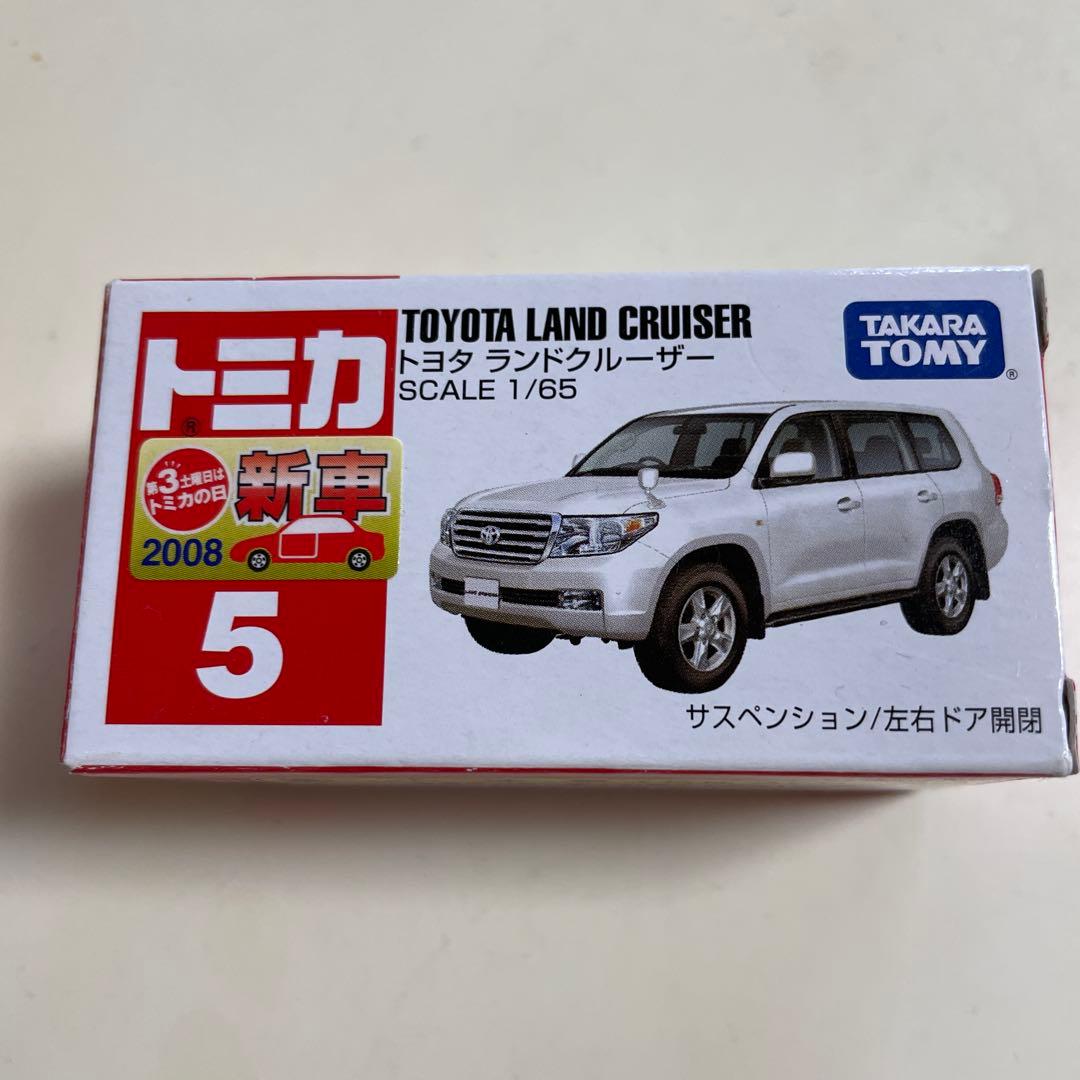 TOYOTA LAND CRUISER
トヨタ ランドクルーザー
SCALE 1/65
TAKARA
TOMY
®
トミカ
®
第3土曜日は
トミカの日
新車
2008
5
サスペンション/左右ドア開閉